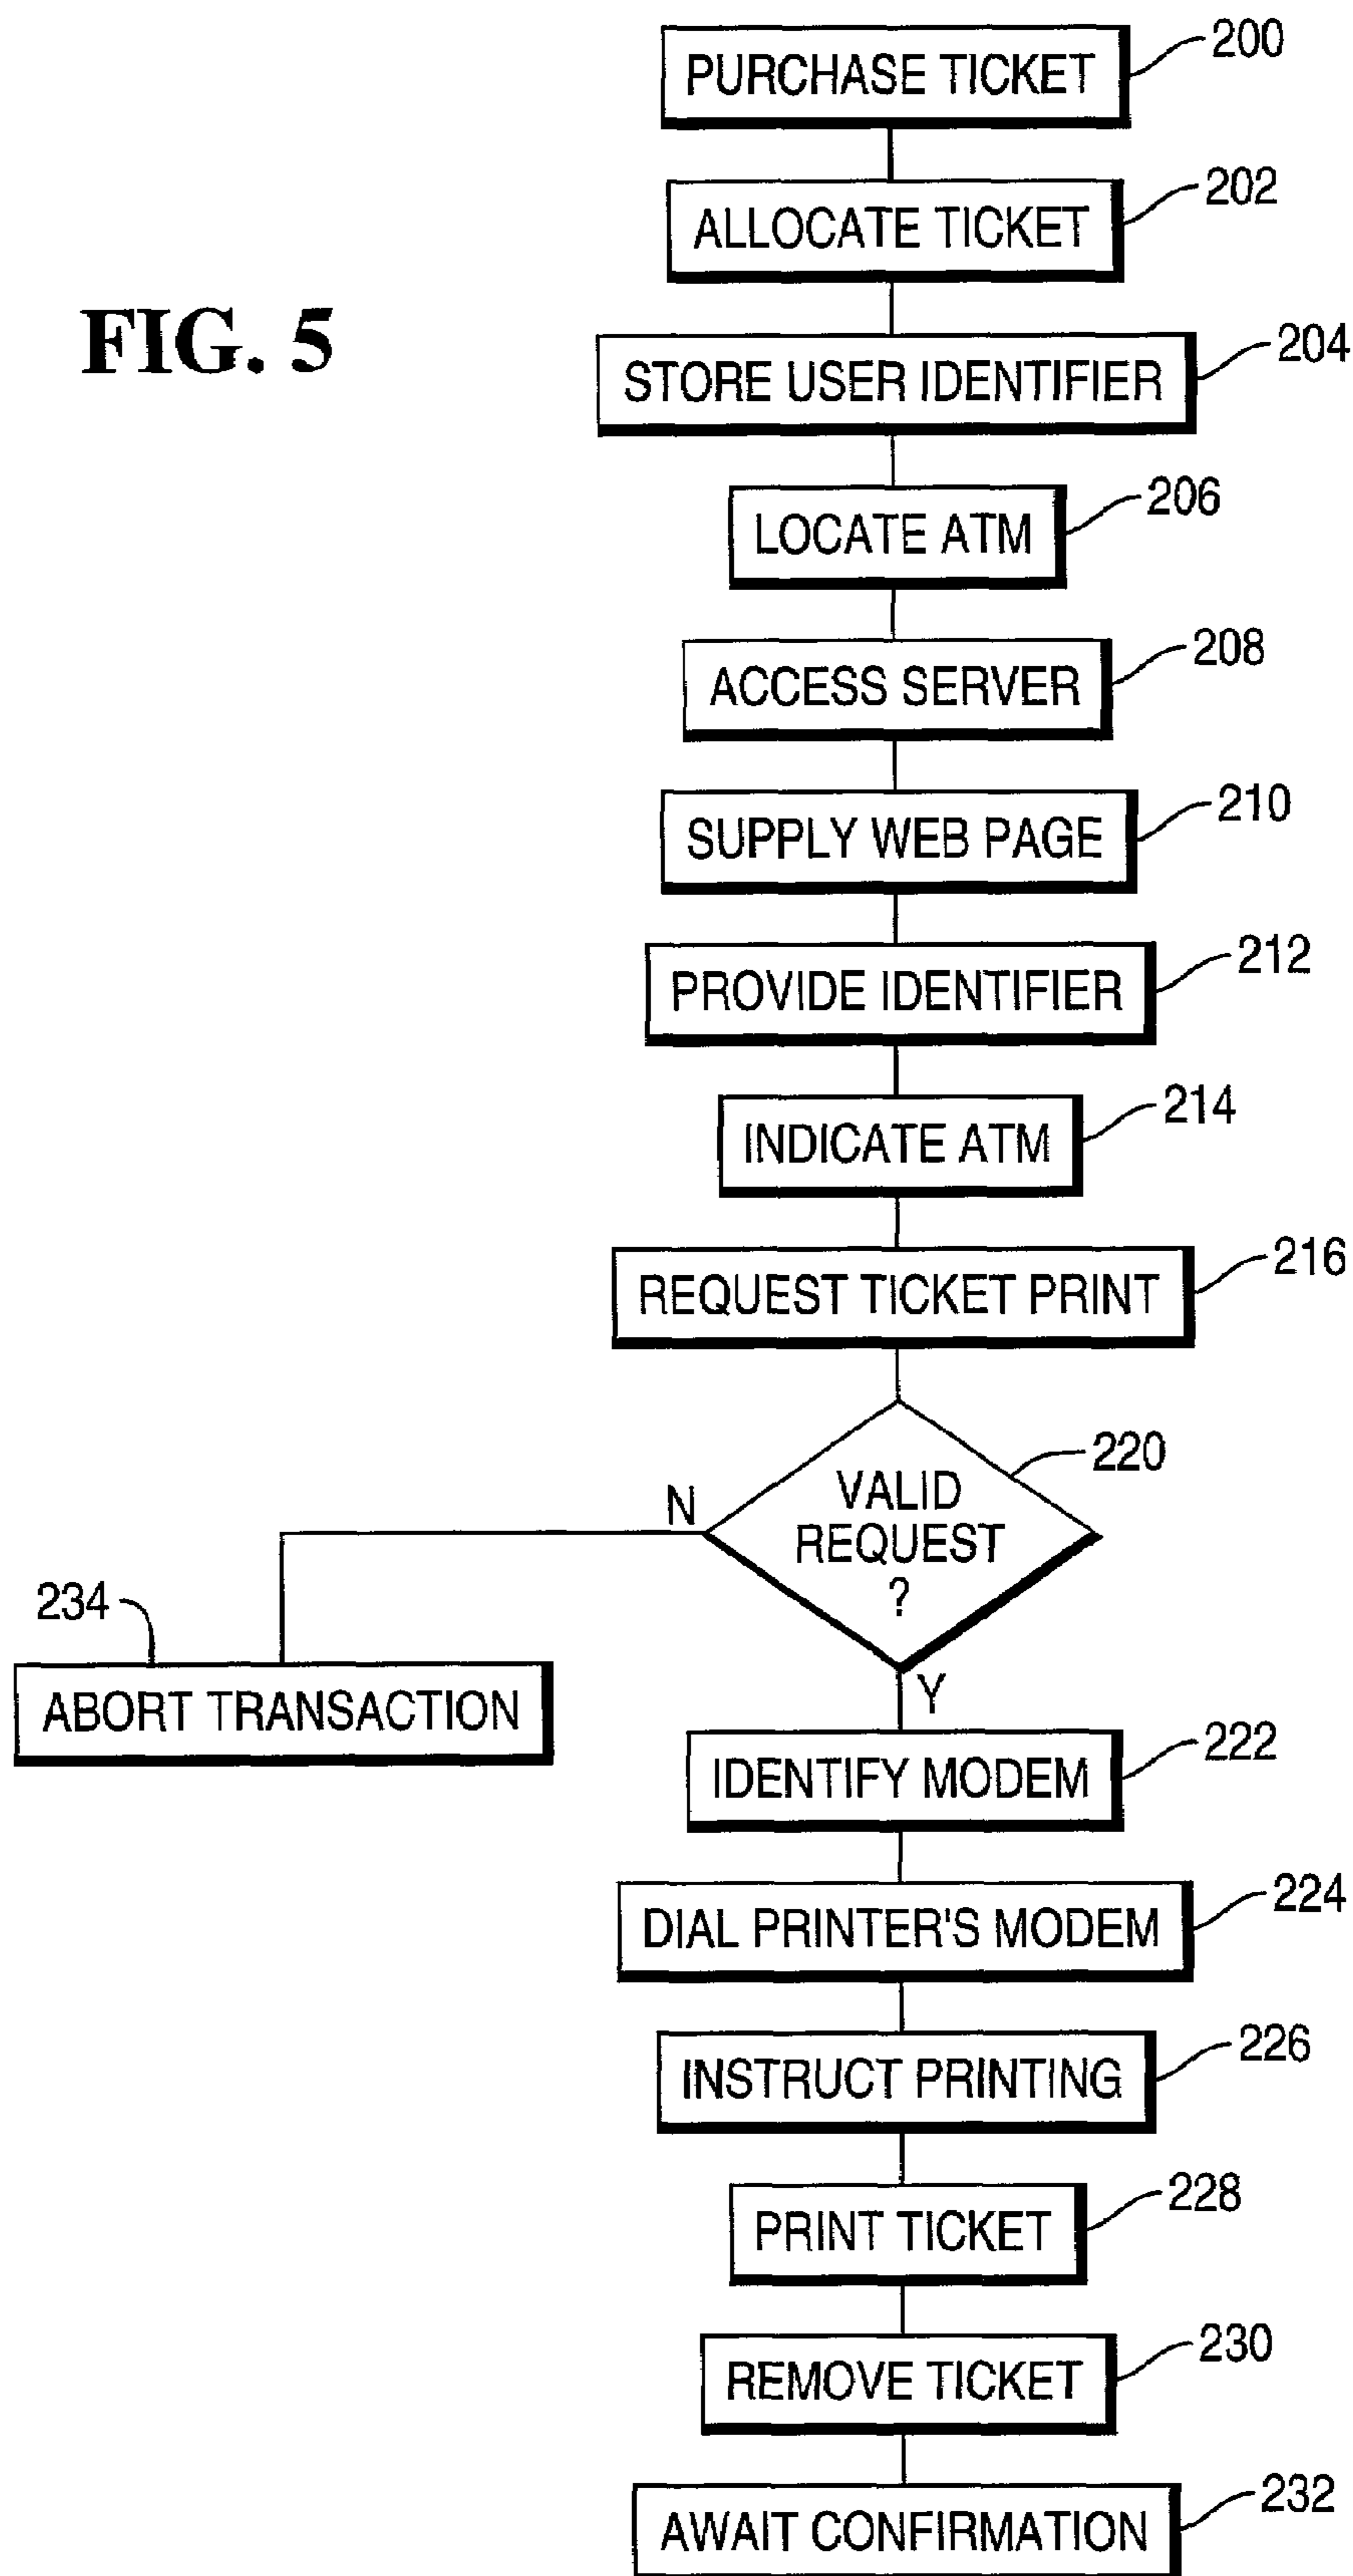 FIG. 5
PURCHASE TICKET
200
ALLOCATE TICKET
202
STORE USER IDENTIFIER
204
LOCATE ATM
206
ACCESS SERVER
208
SUPPLY WEB PAGE
210
PROVIDE IDENTIFIER
212
INDICATE ATM
214
REQUEST TICKET PRINT
216
VALID
REQUEST
?
220
N
234
ABORT TRANSACTION
Y
IDENTIFY MODEM
222
DIAL PRINTER'S MODEM
224
INSTRUCT PRINTING
226
PRINT TICKET
228
REMOVE TICKET
230
AWAIT CONFIRMATION
232